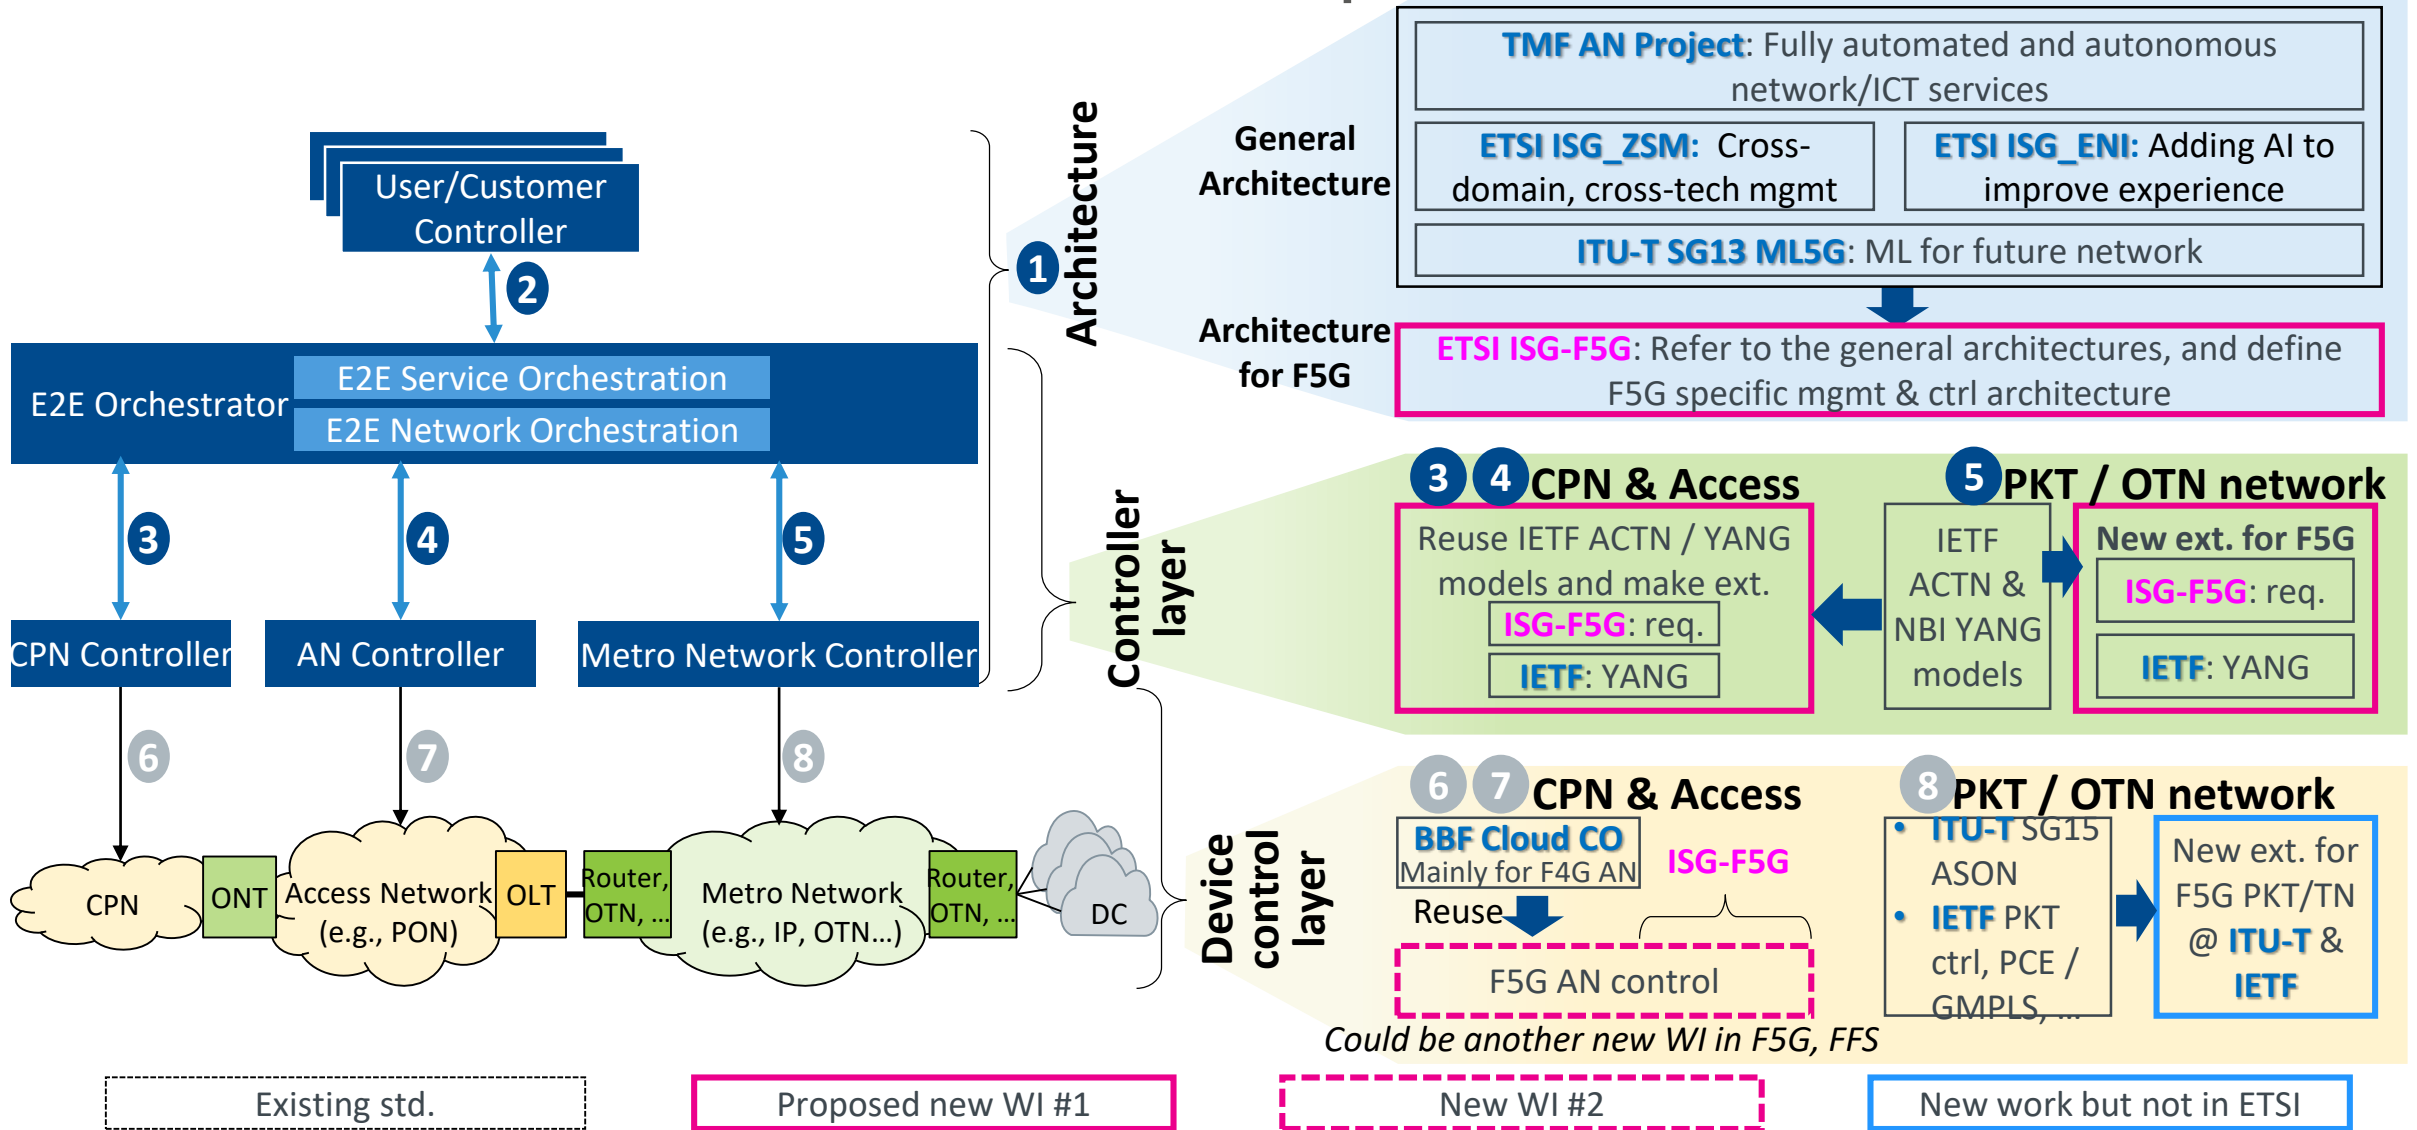 User/Customer
Controller
2
E2E Orchestrator
E2E Service Orchestration
E2E Network Orchestration
3
4
5
CPN Controller
AN Controller
Metro Network Controller
6
7
8
CPN
ONT
Access Network
(e.g., PON)
OLT
Router,
OTN, ...
Metro Network
(e.g., IP, OTN...)
Router,
OTN, ...
DC
1
Architecture
Controller
layer
Device
control
layer
General
Architecture
TMF AN Project: Fully automated and autonomous
network/ICT services
ETSI ISG_ZSM: Cross-
domain, cross-tech mgmt
ETSI ISG_ENI: Adding AI to
improve experience
ITU-T SG13 ML5G: ML for future network
Architecture
for F5G
ETSI ISG-F5G: Refer to the general architectures, and define
F5G specific mgmt & ctrl architecture
3 4 CPN & Access
Reuse IETF ACTN / YANG
models and make ext.
ISG-F5G: req.
IETF: YANG
5 PKT / OTN network
IETF
ACTN &
NBI YANG
models
New ext. for F5G
ISG-F5G: req.
IETF: YANG
6 7 CPN & Access
BBF Cloud CO
Mainly for F4G AN
ISG-F5G
Reuse
F5G AN control
Could be another new WI in F5G, FFS
8 PKT / OTN network
• ITU-T SG15
ASON
• IETF PKT
ctrl, PCE /
GMPLS, ...
New ext. for
F5G PKT/TN
@ ITU-T &
IETF
Existing std.
Proposed new WI #1
New WI #2
New work but not in ETSI